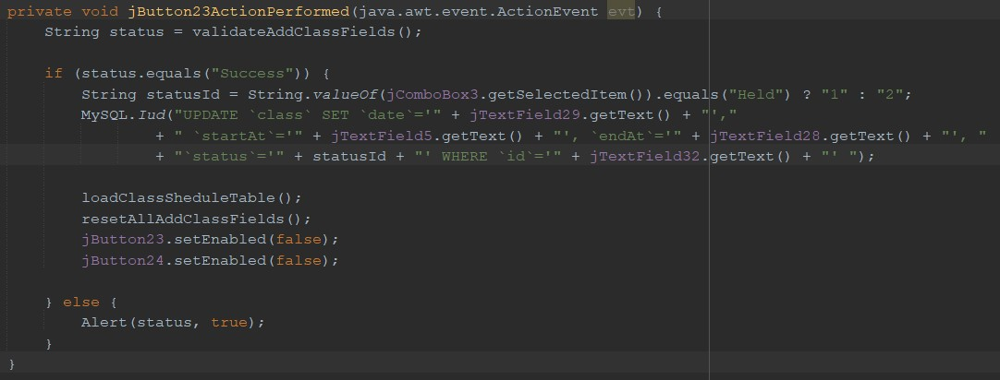 private void jButton23ActionPerformed(java.awt.event.ActionEvent evt) {
    String status = validateAddClassFields();
    if (status.equals("Success")) {
        String statusId = String.valueOf(jComboBox3.getSelectedItem()).equals("Held") ? "1" : "2";
        MySQL.Iud("UPDATE `class` SET `date`='" + jTextField29.getText() + "',"
                + " `startAt`='" + jTextField5.getText() + "', `endAt`='" + jTextField28.getText() + "', "
                + "`status`='" + statusId + "' WHERE `id`='" + jTextField32.getText() + "' ");
        loadClassSheduleTable();
        resetAllAddClassFields();
        jButton23.setEnabled(false);
        jButton24.setEnabled(false);
    } else {
        Alert(status, true);
    }
}